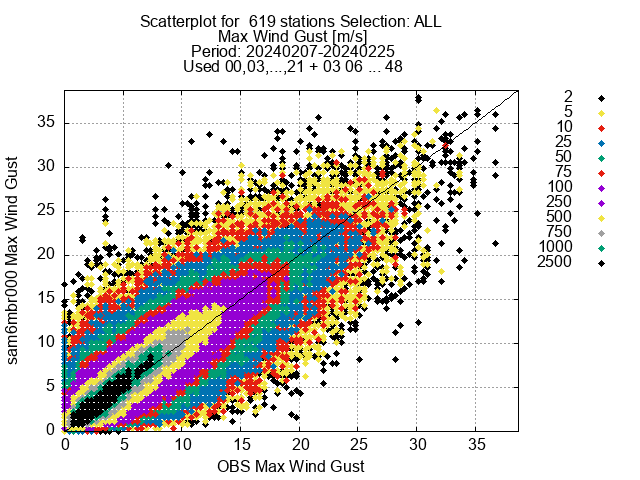 Scatterplot for  619 stations Selection: ALL
Max Wind Gust [m/s]
Period: 20240207-20240225
Used 00,03,...,21 + 03 06 ... 48
sam6mbr000 Max Wind Gust
35
30
25
20
15
10
5
0
0 5 10 15 20 25 30 35
OBS Max Wind Gust
2
5
10
25
50
75
100
250
500
750
1000
2500